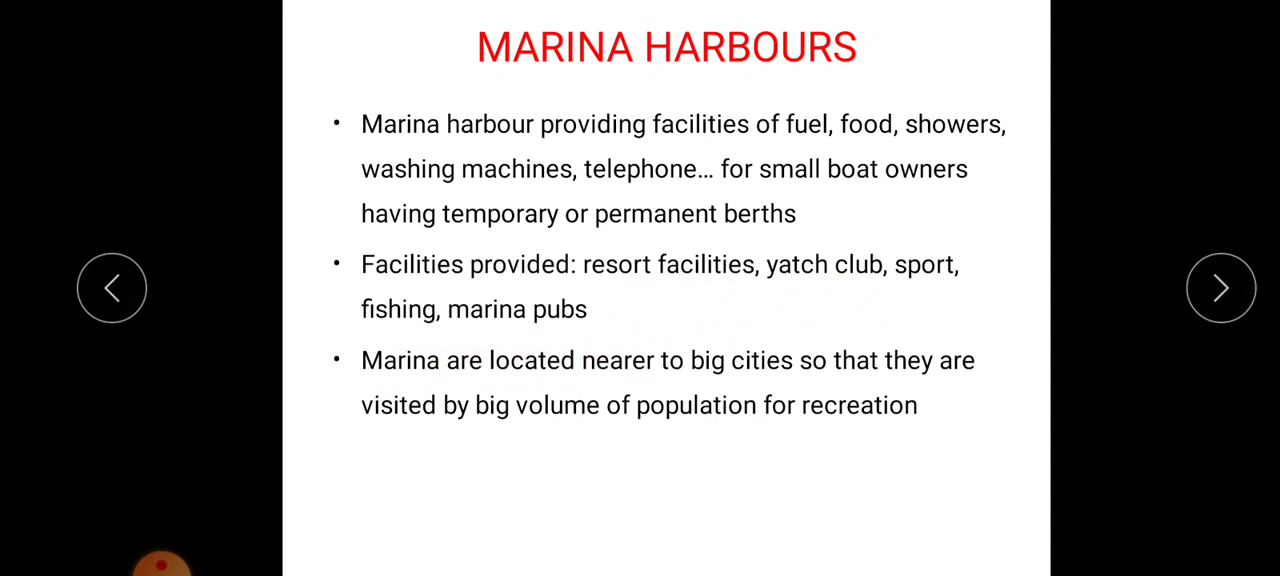 MARINA HARBOURS
• Marina harbour providing facilities of fuel, food, showers,
washing machines, telephone... for small boat owners
having temporary or permanent berths
• Facilities provided: resort facilities, yatch club, sport,
fishing, marina pubs
• Marina are located nearer to big cities so that they are
visited by big volume of population for recreation